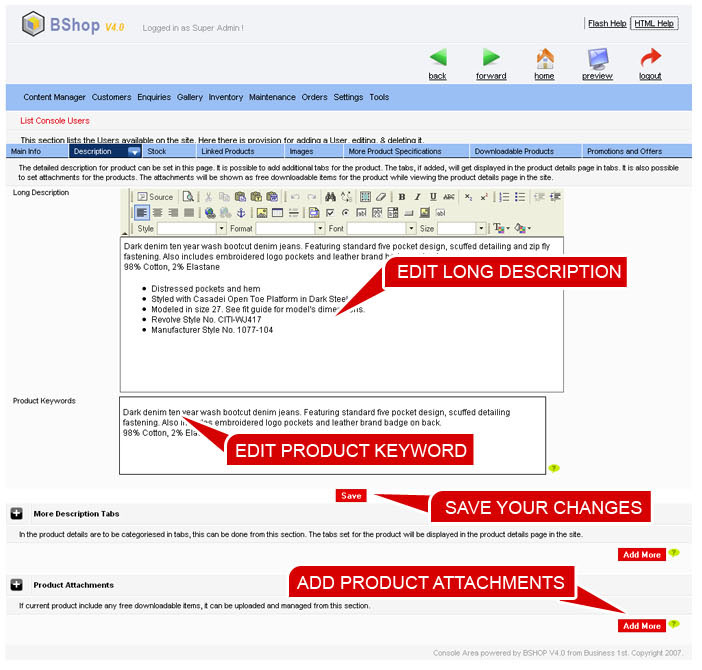 BShop V4.0
Logged in as Super Admin !
Flash Help HTML Help
back forward home preview logout
Content Manager Customers Enquiries Gallery Inventory Maintenance Orders Settings Tools
List Console Users
This section lists the Users available on the site. Here there is provision for adding a User, editing, & deleting it.
Main Info Description Stock Linked Products Images More Product Specifications Downloadable Products Promotions and Offers
The detailed description for product can be set in this page. It is possible to add additional tabs for the product. The tabs, if added, will get displayed in the product details page in tabs. It is also possible
to set attachments for the products. The attachments will be shown as free downloadable items for the product while viewing the product details page in the site.
Long Description
Source
B I U ABC x₂ x²
Style Format Font Size
Dark denim ten year wash bootcut denim jeans. Featuring standard five pocket design, scuffed detailing and zip fly
fastening. Also includes embroidered logo pockets and leather brand
98% Cotton, 2% Elastane
EDIT LONG DESCRIPTION
• Distressed pockets and hem
• Styled with Casadei Open Toe Platform in Dark Steel
• Modeled in size 27. See fit guide for model's dimensions.
• Revolve Style No. CITI-WJ417
• Manufacturer Style No. 1077-104
Product Keywords
Dark denim ten year wash bootcut denim jeans. Featuring standard five pocket design, scuffed detailing
fastening. Also includes embroidered logo pockets and leather brand badge on back.
98% Cotton, 2% Elastane
EDIT PRODUCT KEYWORD
Save
SAVE YOUR CHANGES
More Description Tabs
In the product details are to be categoriesed in tabs, this can be done from this section. The tabs set for the product will be displayed in the product details page in the site.
Add More ?
Product Attachments
ADD PRODUCT ATTACHMENTS
If current product include any free downloadable items, it can be uploaded and managed from this section.
Add More ?
Console Area powered by BSHOP V4.0 from Business 1st. Copyright 2007.